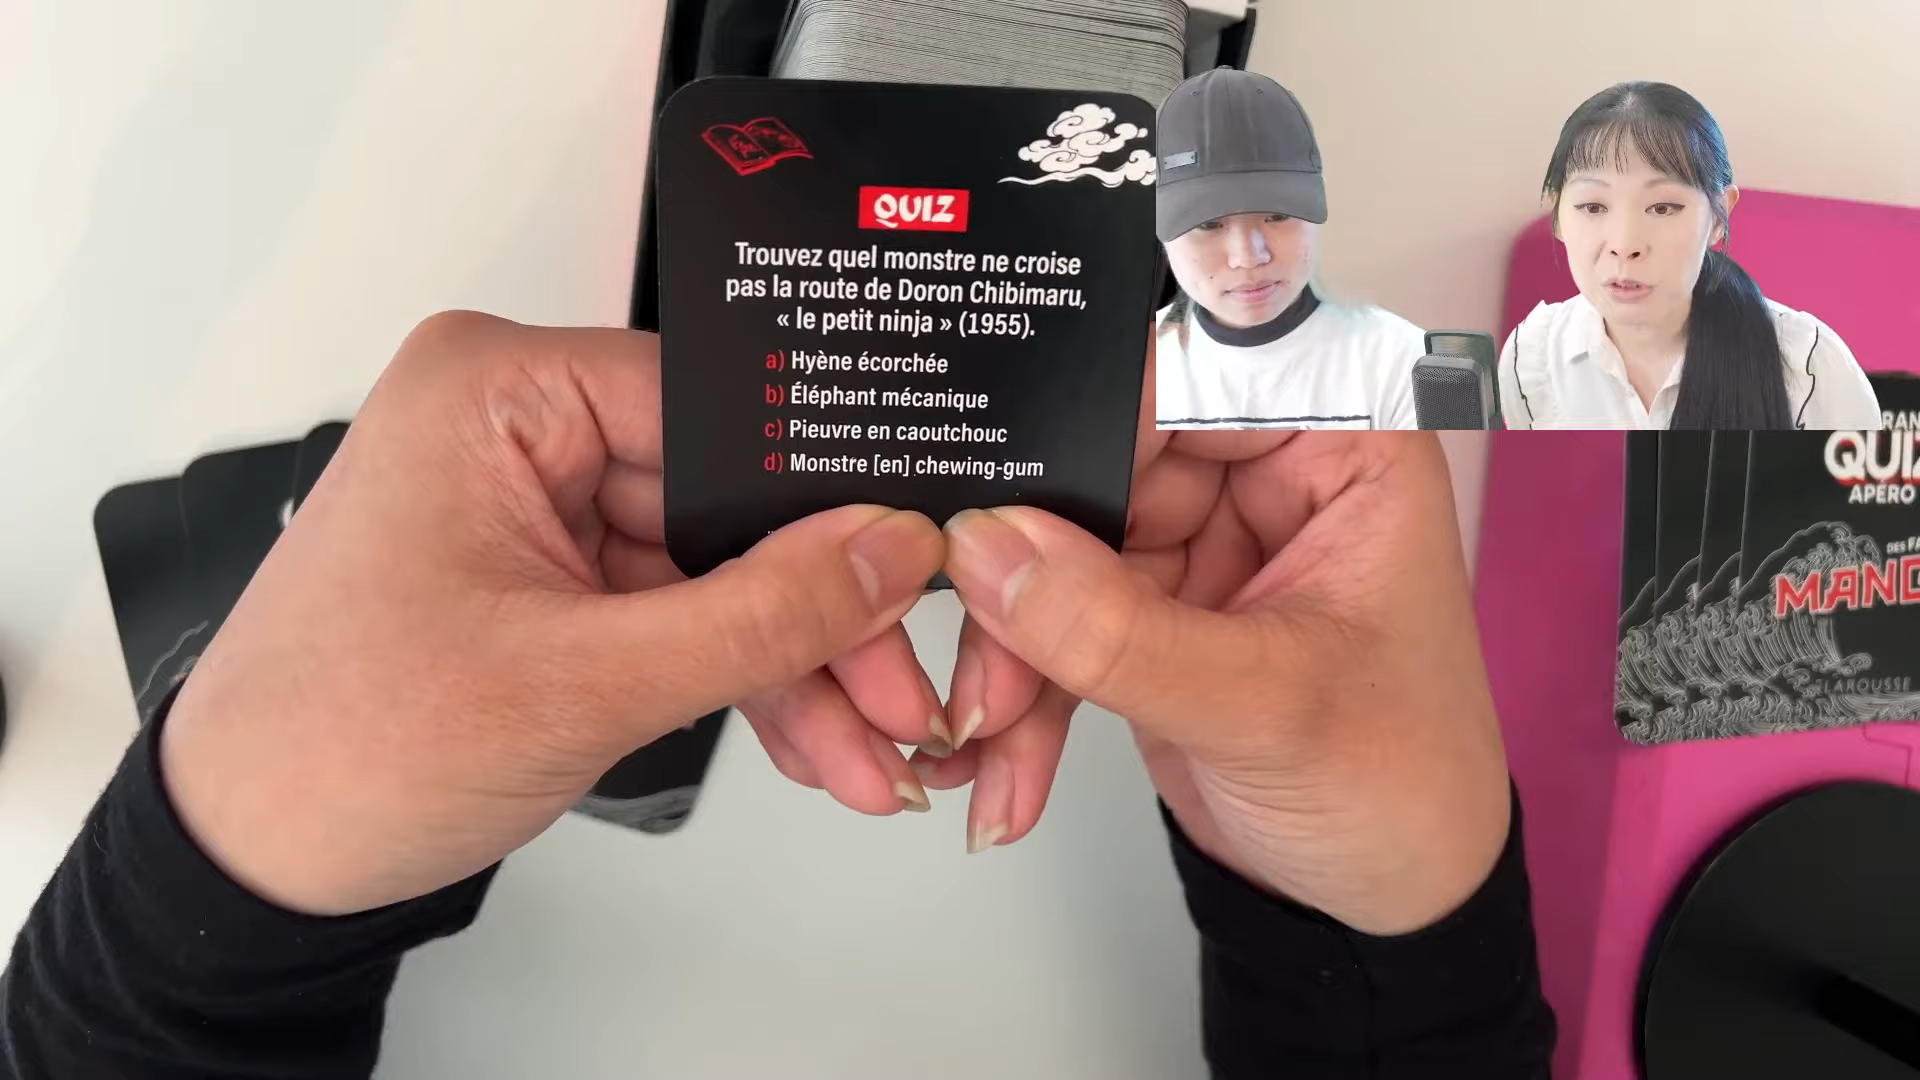 QUIZ
Trouvez quel monstre ne croise
pas la route de Doron Chibimaru,
« le petit ninja » (1955).
a) Hyène écorchée
b) Éléphant mécanique
c) Pieuvre en caoutchouc
d) Monstre [en] chewing-gum
QUIZ
APÉRO
LAROUSSE